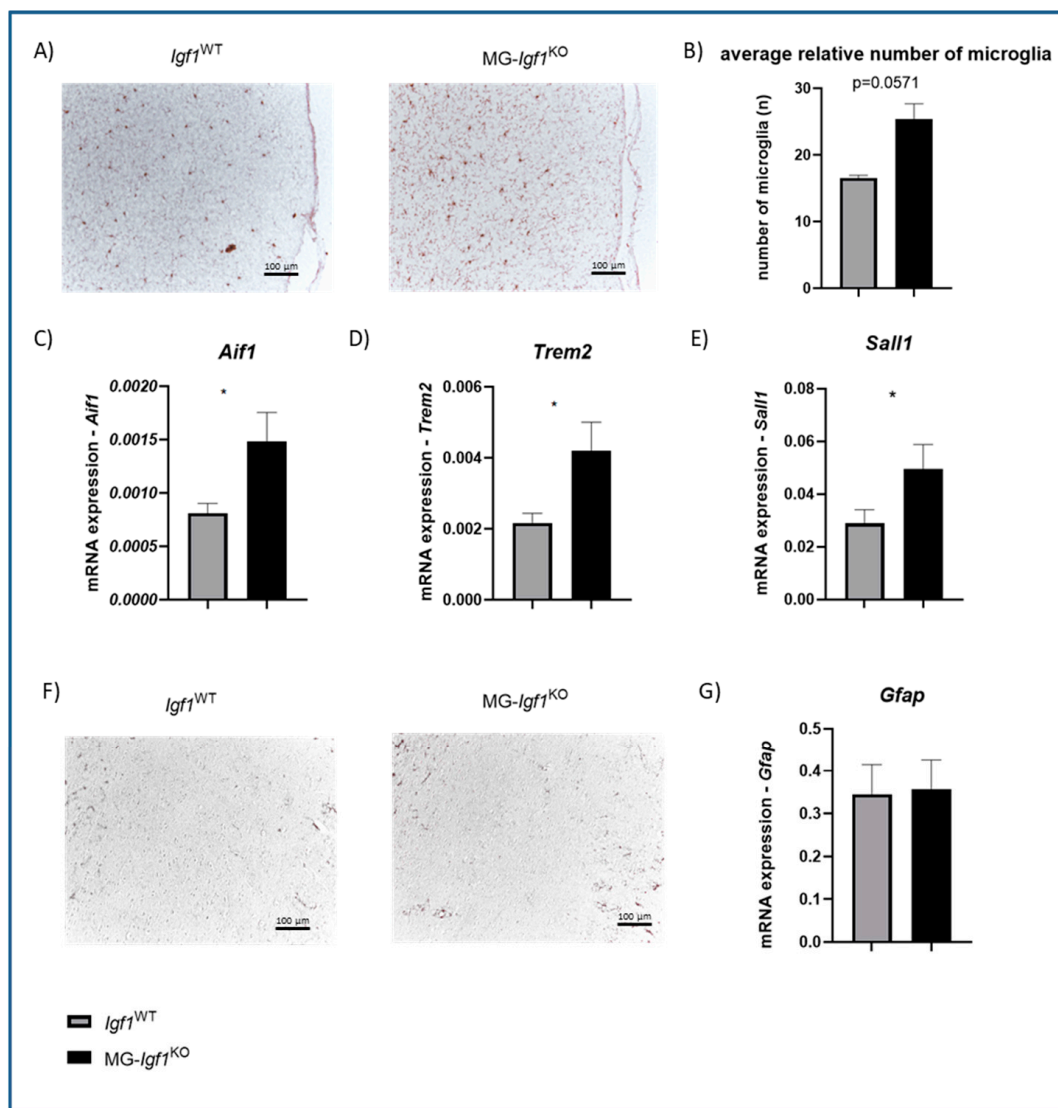 A)
Igf1WT
MG-Igf1KO
100 µm
100 µm
B)
average relative number of microglia
p=0.0571
number of microglia (n)
30
20
10
0
C)
Aif1
mRNA expression - Aif1
*
0.0020
0.0015
0.0010
0.0005
0.0000
D)
Trem2
mRNA expression - Trem2
*
0.006
0.004
0.002
0.000
E)
Sall1
mRNA expression - Sall1
*
0.08
0.06
0.04
0.02
0.00
F)
Igf1WT
MG-Igf1KO
100 µm
100 µm
G)
Gfap
mRNA expression - Gfap
0.5
0.4
0.3
0.2
0.1
0.0
Igf1WT
MG-Igf1KO